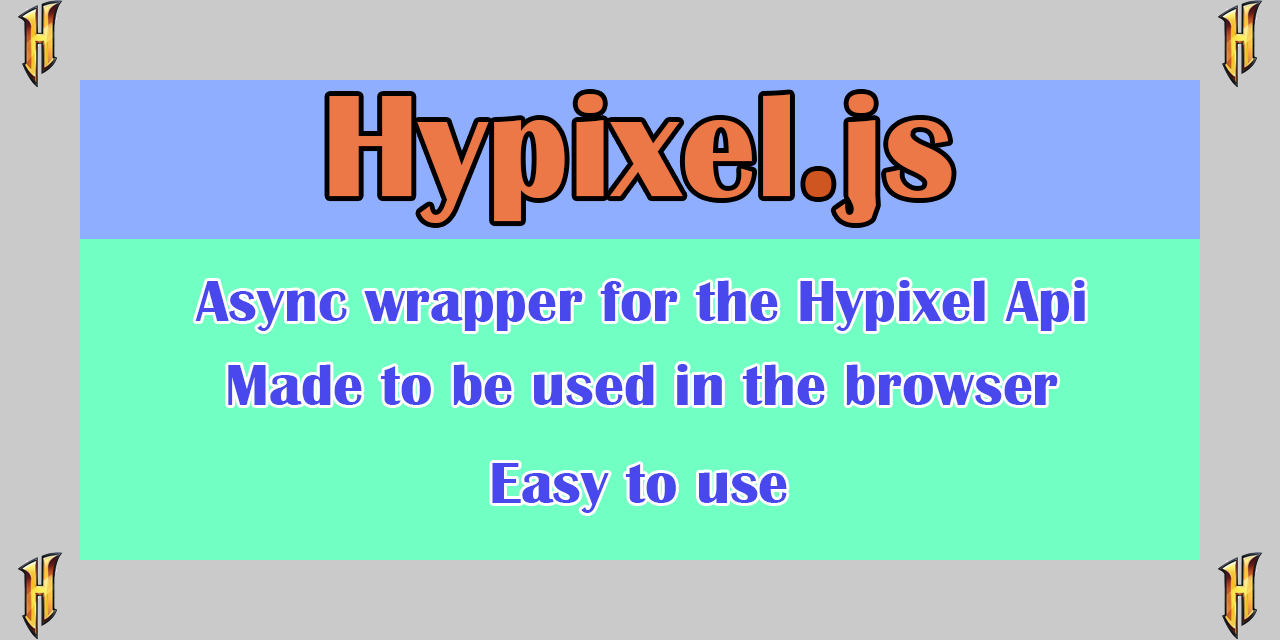 H H
Hypixel.js
Async wrapper for the Hypixel Api
Made to be used in the browser
Easy to use
H H